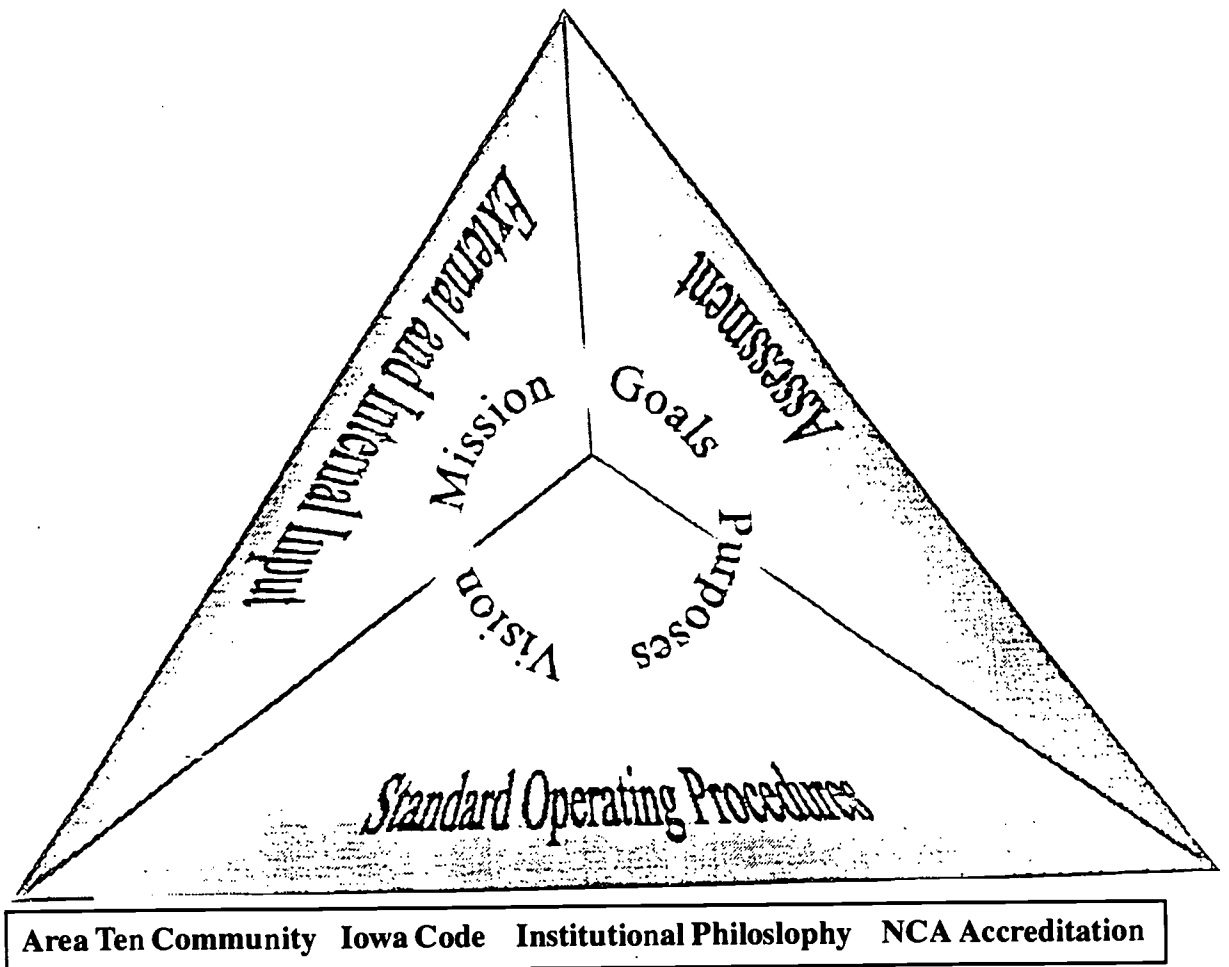 External and Internal Input
Assessment
Mission
Goals
Vision
Purposes
Standard Operating Procedures
Area Ten Community Iowa Code Institutional Philoslophy NCA Accreditation